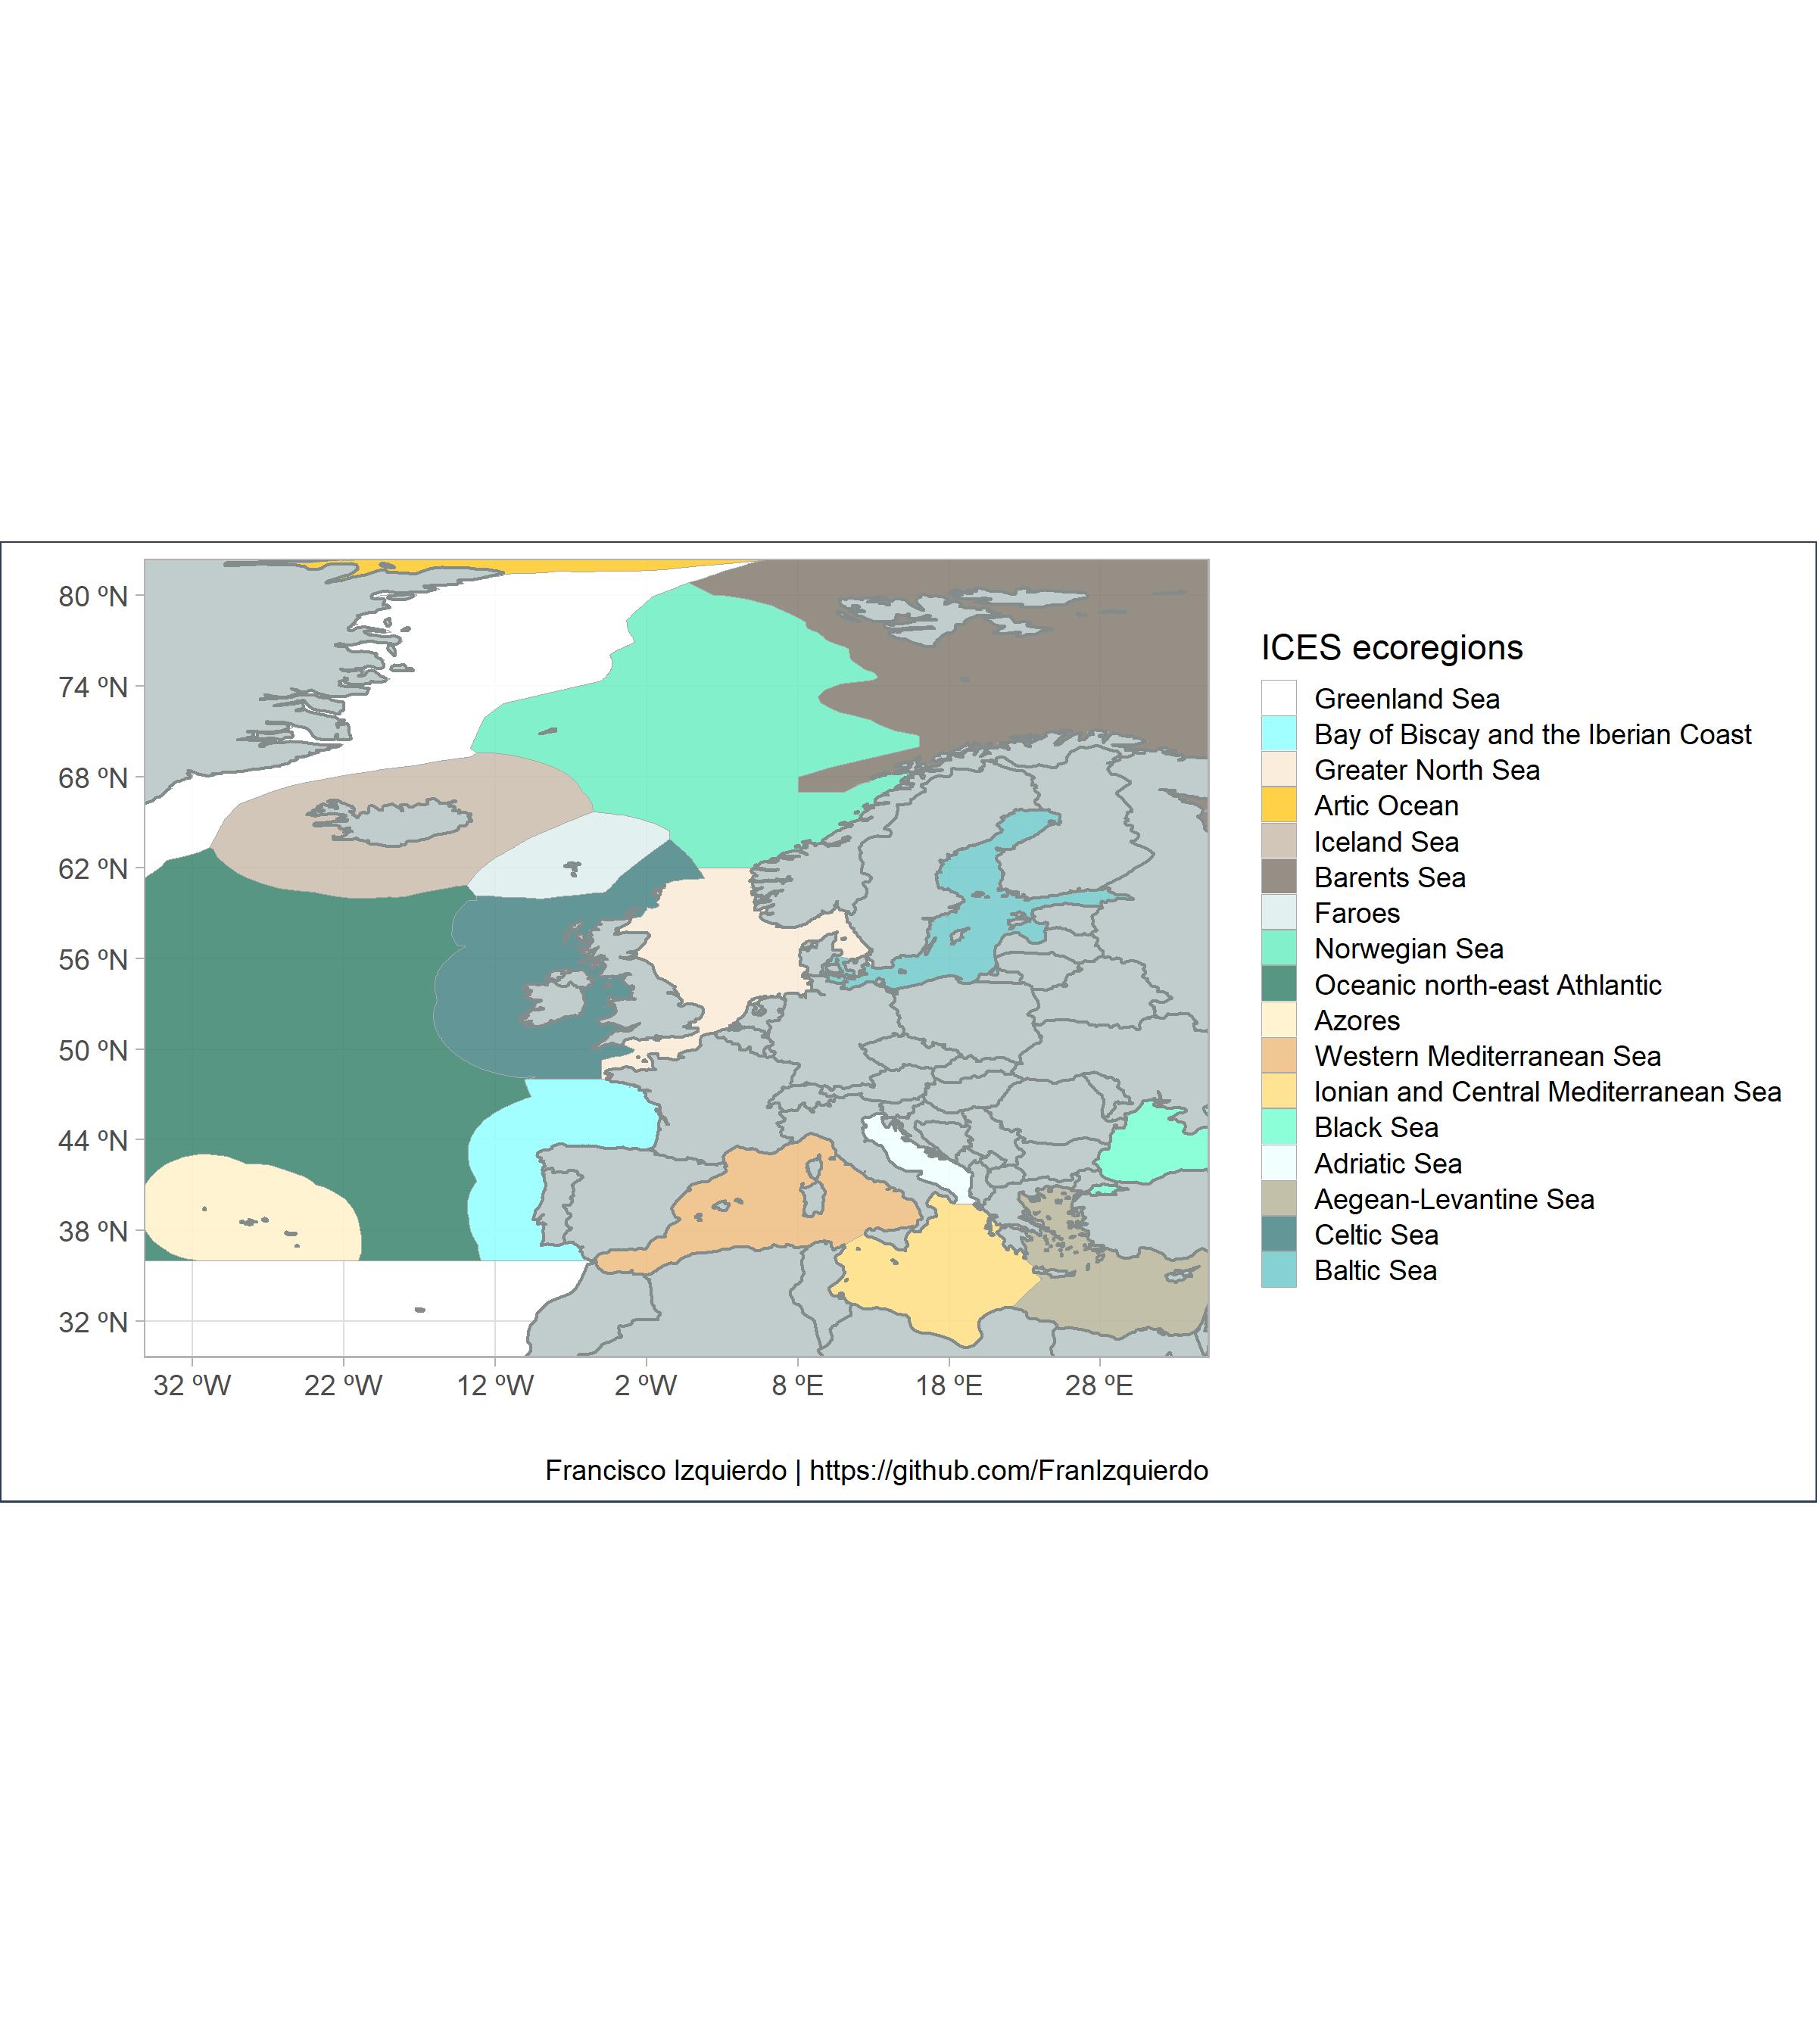 80 ºN
74 ºN
68 ºN
62 ºN
56 ºN
50 ºN
44 ºN
38 ºN
32 ºN
32 ºW
22 ºW
12 ºW
2 ºW
8 ºE
18 ºE
28 ºE
ICES ecoregions
Greenland Sea
Bay of Biscay and the Iberian Coast
Greater North Sea
Artic Ocean
Iceland Sea
Barents Sea
Faroes
Norwegian Sea
Oceanic north-east Athlantic
Azores
Western Mediterranean Sea
Ionian and Central Mediterranean Sea
Black Sea
Adriatic Sea
Aegean-Levantine Sea
Celtic Sea
Baltic Sea
Francisco Izquierdo | https://github.com/FranIzquierdo